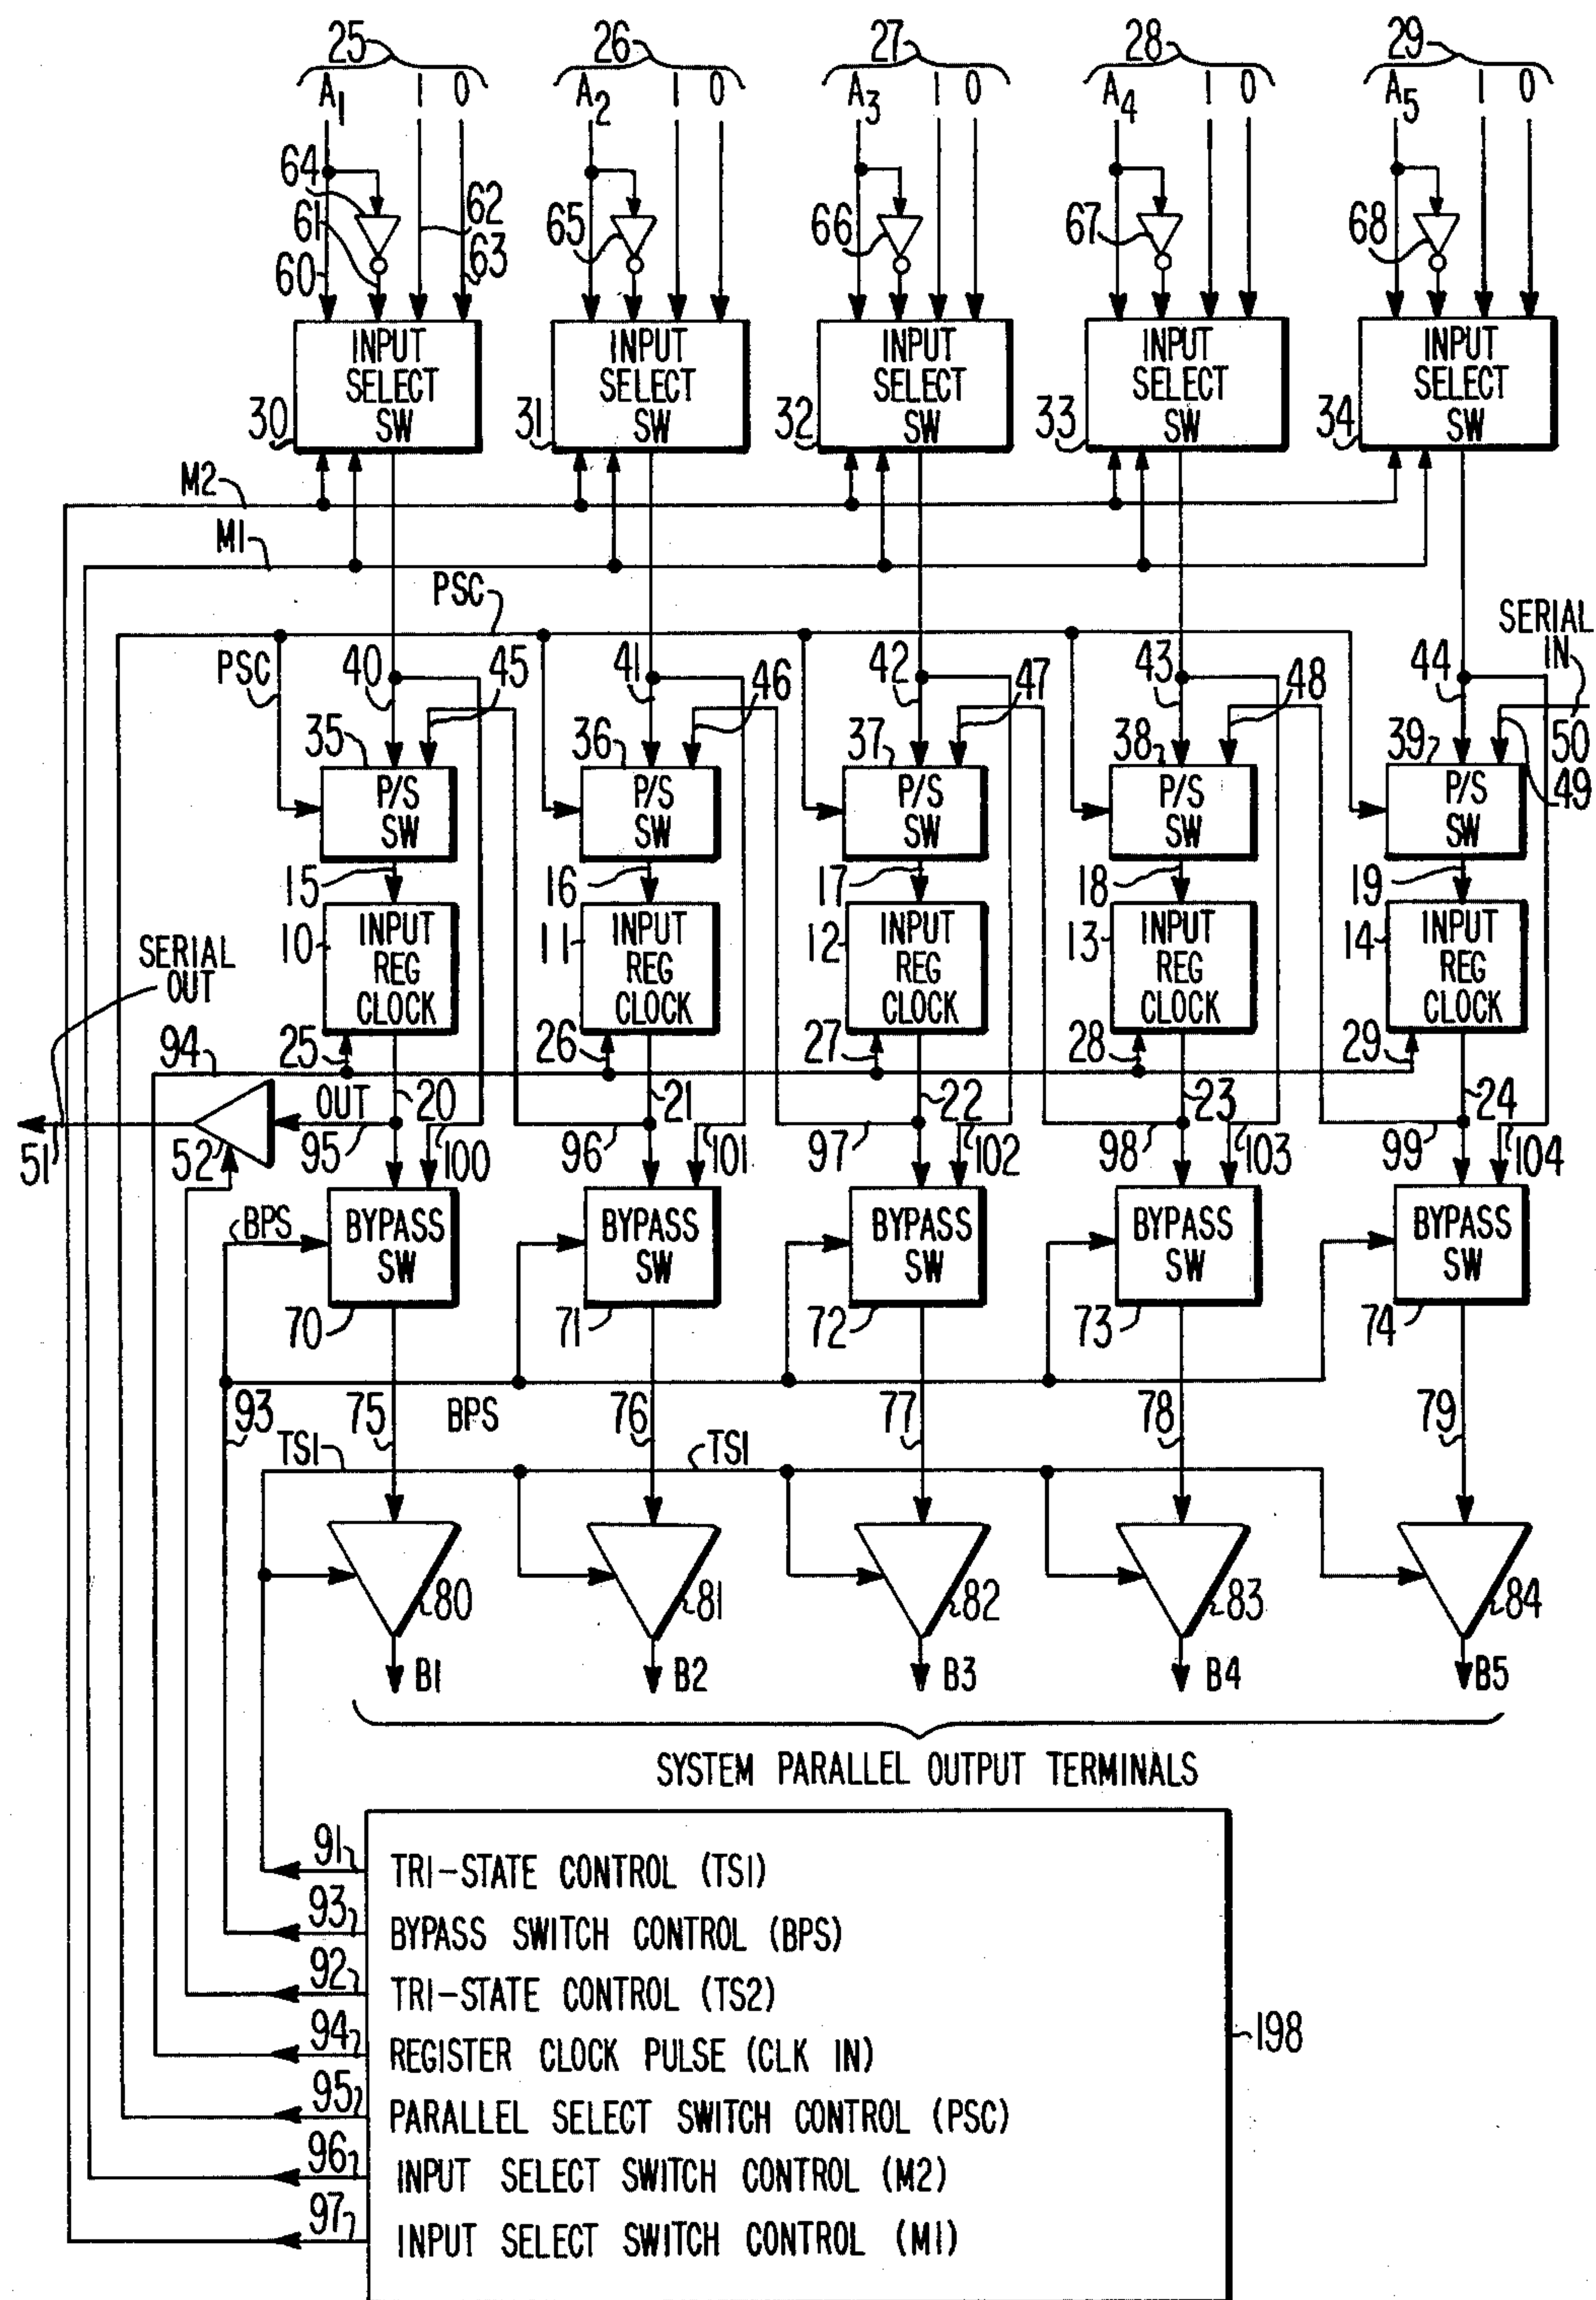 25 26 27 28 29
A1 1 0 A2 1 0 A3 1 0 A4 1 0 A5 1 0
64 61 60 62 63 65 66 67 68
INPUT SELECT SW
INPUT SELECT SW
INPUT SELECT SW
INPUT SELECT SW
INPUT SELECT SW
30 31 32 33 34
M2
M1
PSC
SERIAL IN
PSC 40 45 41 46 42 47 43 48 44 50
35 36 37 38 39 49
P/S SW
P/S SW
P/S SW
P/S SW
P/S SW
15 16 17 18 19
10 11 12 13 14
INPUT REG CLOCK
INPUT REG CLOCK
INPUT REG CLOCK
INPUT REG CLOCK
INPUT REG CLOCK
SERIAL OUT
94 25 26 27 28 29
OUT 20 21 22 23 24
51 52 95 100 96 101 97 102 98 103 99 104
BPS
BYPASS SW
BYPASS SW
BYPASS SW
BYPASS SW
BYPASS SW
70 71 72 73 74
93 75 BPS 76 77 78 79
TS1 TS1
80 81 82 83 84
B1 B2 B3 B4 B5
SYSTEM PARALLEL OUTPUT TERMINALS
91 TRI-STATE CONTROL (TS1)
93 BYPASS SWITCH CONTROL (BPS)
92 TRI-STATE CONTROL (TS2)
94 REGISTER CLOCK PULSE (CLK IN)
198
95 PARALLEL SELECT SWITCH CONTROL (PSC)
96 INPUT SELECT SWITCH CONTROL (M2)
97 INPUT SELECT SWITCH CONTROL (M1)